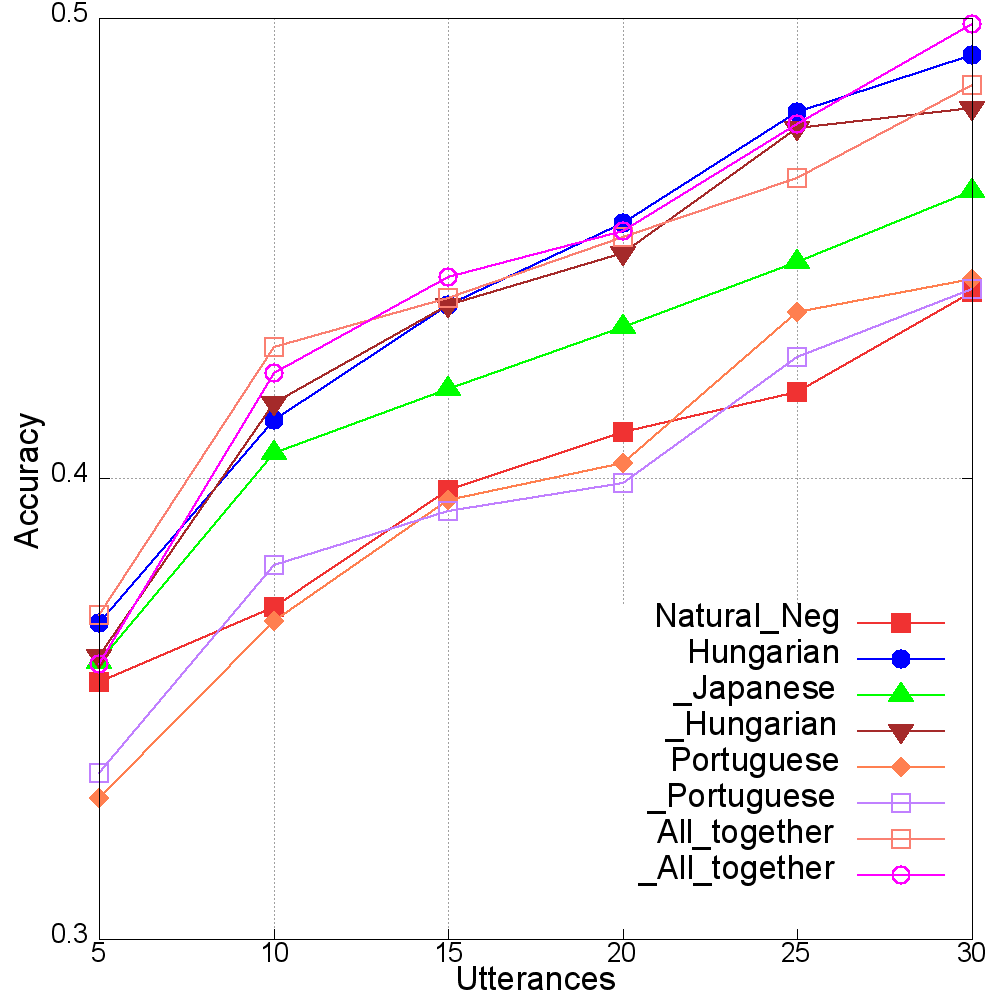 0.5
0.4
0.3
Accuracy
Natural_Neg
Hungarian
_Japanese
_Hungarian
Portuguese
_Portuguese
All_together
_All_together
5 10 15 20 25 30
Utterances